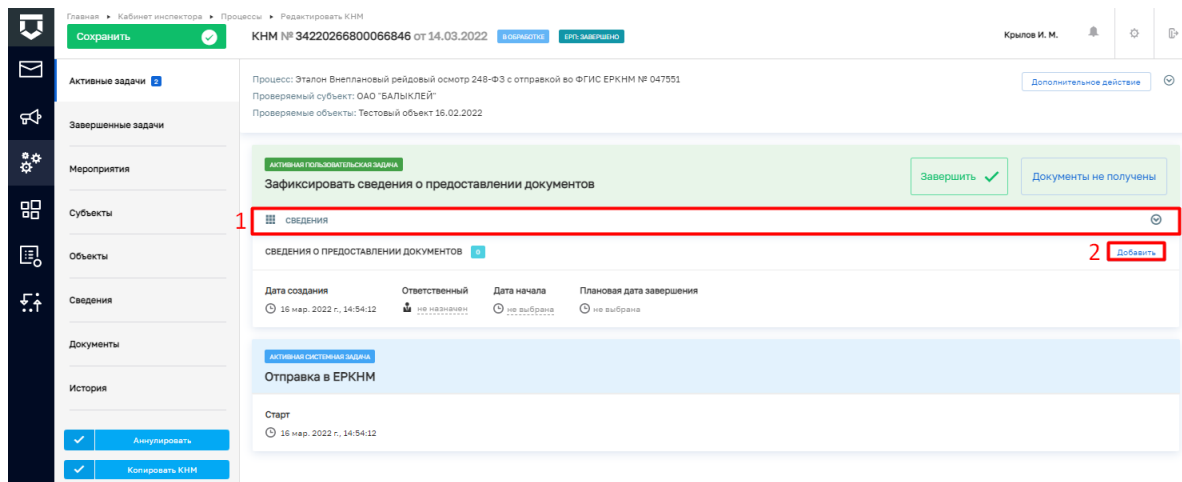 Главная ▸ Кабинет инспектора ▸ Процессы ▸ Редактировать КНМ
Сохранить
КНМ № 34220266800066846 от 14.03.2022 В ОБРАБОТКЕ ЕРП: ЗАВЕРШЕНО
Крылов И. М.
Активные задачи 2
Завершенные задачи
Мероприятия
Субъекты
Объекты
Сведения
Документы
История
Аннулировать
Копировать КНМ
Процесс: Эталон Внеплановый рейдовый осмотр 248-ФЗ с отправкой во ФГИС ЕРКНМ № 047551
Дополнительное действие
Проверяемый субъект: ОАО "БАЛЫКЛЕЙ"
Проверяемые объекты: Тестовый объект 16.02.2022
АКТИВНАЯ ПОЛЬЗОВАТЕЛЬСКАЯ ЗАДАЧА
Зафиксировать сведения о предоставлении документов
Завершить
Документы не получены
1
СВЕДЕНИЯ
СВЕДЕНИЯ О ПРЕДОСТАВЛЕНИИ ДОКУМЕНТОВ 0
2 Добавить
Дата создания Ответственный Дата начала Плановая дата завершения
16 мар. 2022 г., 14:54:12 не назначен не выбрана не выбрана
АКТИВНАЯ СИСТЕМНАЯ ЗАДАЧА
Отправка в ЕРКНМ
Старт
16 мар. 2022 г., 14:54:12